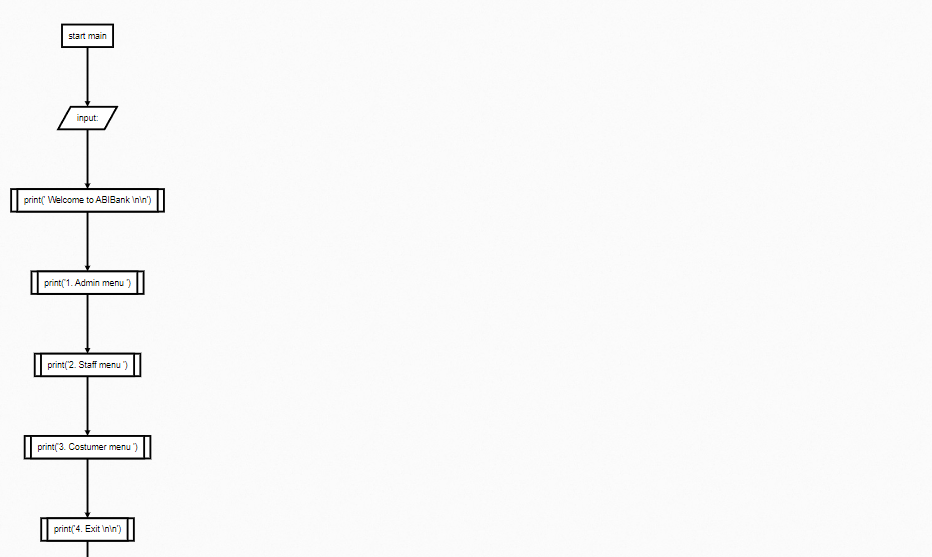 start main
input:
print(' Welcome to ABIBank \n\n')
print('1. Admin menu ')
print('2. Staff menu ')
print('3. Costumer menu ')
print('4. Exit \n\n')